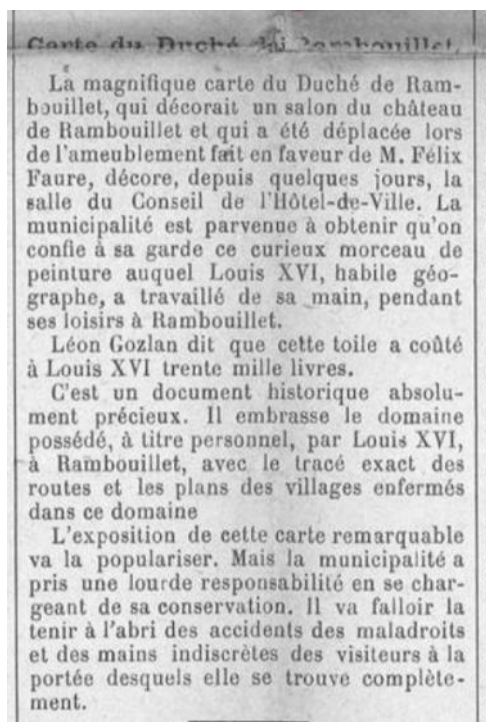 Carte du Duché de Rambouillet.
La magnifique carte du Duché de Ram-
bouillet, qui décorait un salon du château
de Rambouillet et qui a été déplacée lors
de l'ameublement fait en faveur de M. Félix
Faure, décore, depuis quelques jours, la
salle du Conseil de l'Hôtel-de-Ville. La
municipalité est parvenue à obtenir qu'on
confie à sa garde ce curieux morceau de
peinture auquel Louis XVI, habile géo-
graphe, a travaillé de sa main, pendant
ses loisirs à Rambouillet.
Léon Gozlan dit que cette toile a coûté
à Louis XVI trente mille livres.
C'est un document historique absolu-
ment précieux. Il embrasse le domaine
possédé, à titre personnel, par Louis XVI,
à Rambouillet, avec le tracé exact des
routes et les plans des villages enfermés
dans ce domaine
L'exposition de cette carte remarquable
va la populariser. Mais la municipalité a
pris une lourde responsabilité en se char-
geant de sa conservation. Il va falloir la
tenir à l'abri des accidents des maladroits
et des mains indiscrètes des visiteurs à la
portée desquels elle se trouve complète-
ment.